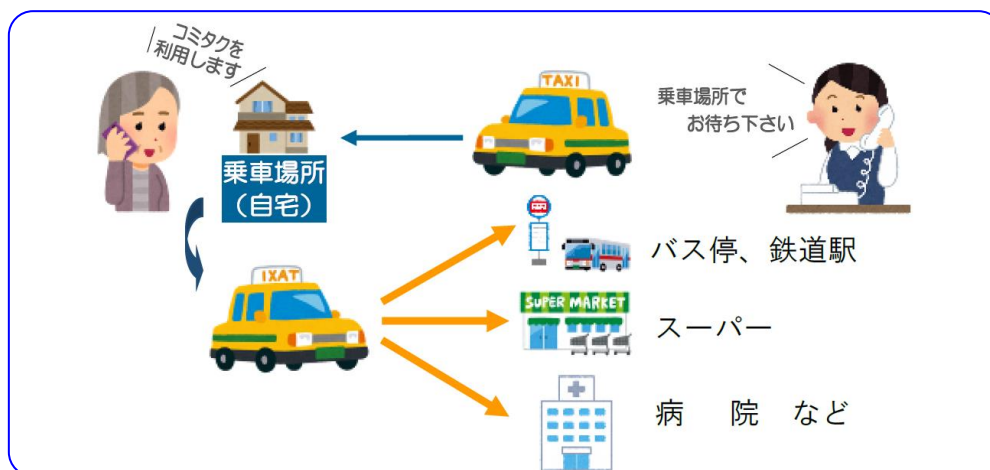 コミタクを
利用します
TAXI
乗車場所で
お待ち下さい
乗車場所
（自宅）
バス停、鉄道駅
IXAT
SUPER MARKET
スーパー
病　院　など